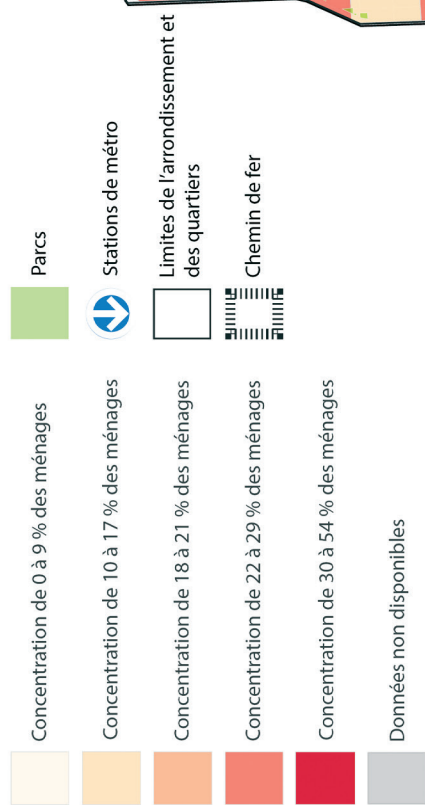 Concentration de 0 à 9 % des ménages
Concentration de 10 à 17 % des ménages
Concentration de 18 à 21 % des ménages
Concentration de 22 à 29 % des ménages
Concentration de 30 à 54 % des ménages
Données non disponibles
Parcs
Stations de métro
Limites de l'arrondissement et
des quartiers
Chemin de fer